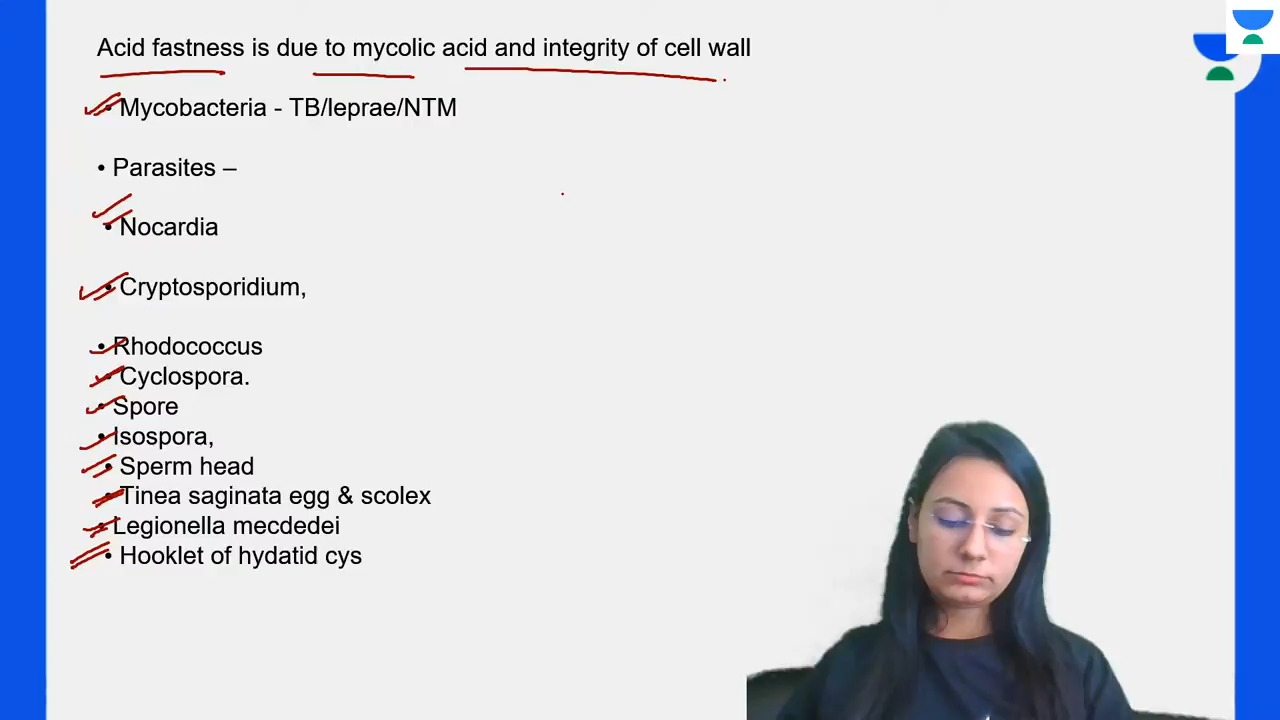 Acid fastness is due to mycolic acid and integrity of cell wall
• Mycobacteria - TB/leprae/NTM
• Parasites –
• Nocardia
• Cryptosporidium,
• Rhodococcus
• Cyclospora.
• Spore
• Isospora,
• Sperm head
• Tinea saginata egg & scolex
• Legionella mecdedei
• Hooklet of hydatid cys